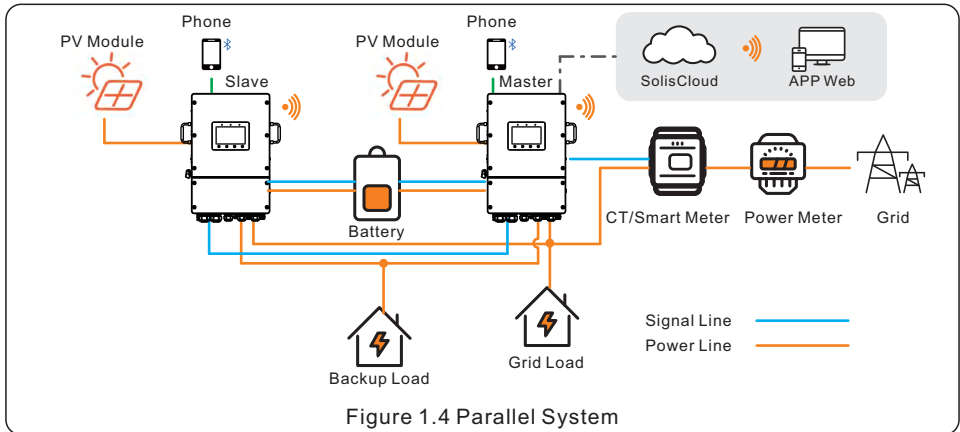 Phone
Phone
PV Module
PV Module
Slave
Master
SolisCloud
APP Web
Battery
CT/Smart Meter
Power Meter
Grid
Signal Line
Power Line
Grid Load
Backup Load
Figure 1.4 Parallel System